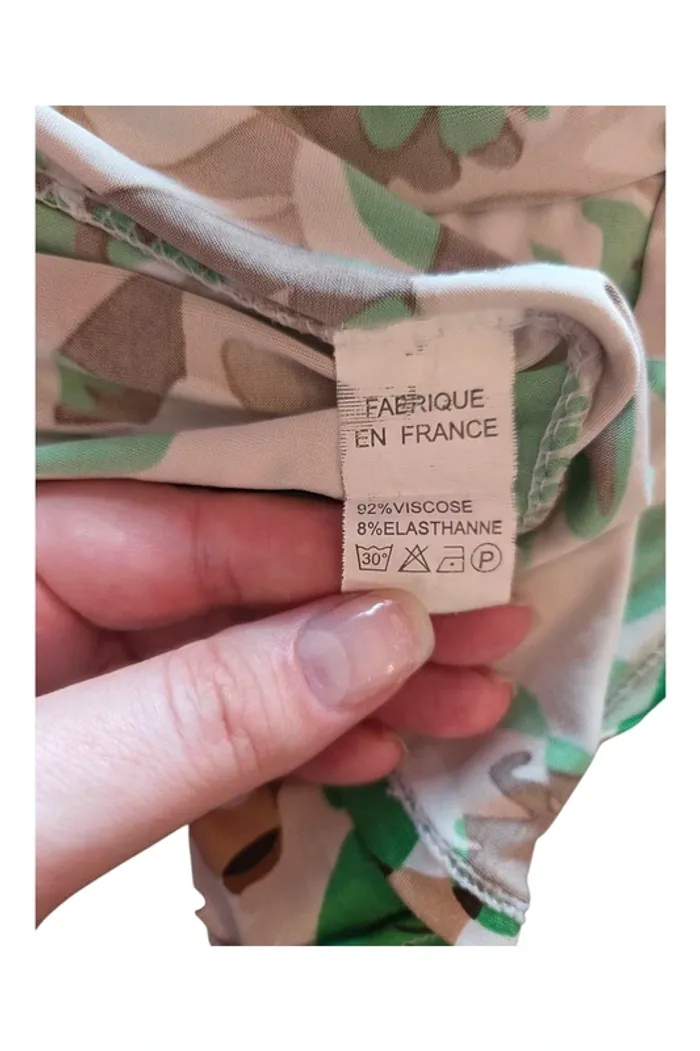 FABRIQUE
EN FRANCE
92%VISCOSE
8%ELASTHANNE
30°
P